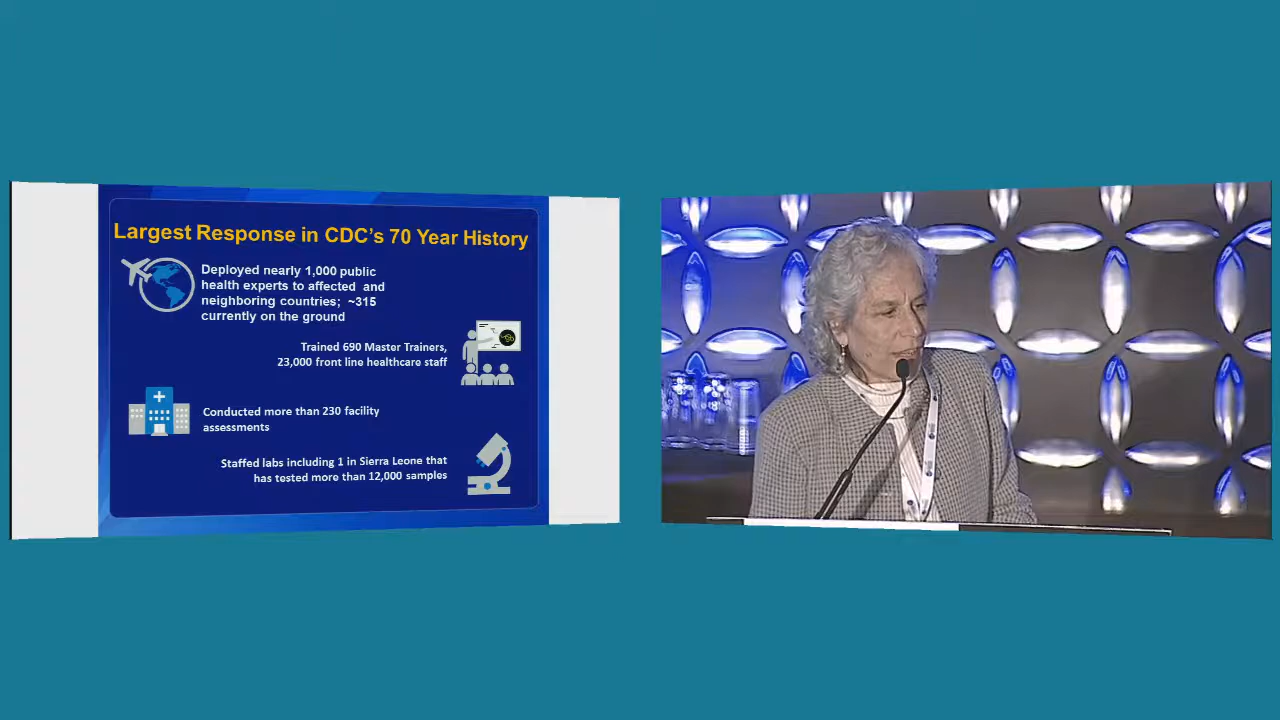 Largest Response in CDC's 70 Year History
Deployed nearly 1,000 public
health experts to affected and
neighboring countries; ~315
currently on the ground
Trained 690 Master Trainers,
23,000 front line healthcare staff
Conducted more than 230 facility
assessments
Staffed labs including 1 in Sierra Leone that
has tested more than 12,000 samples